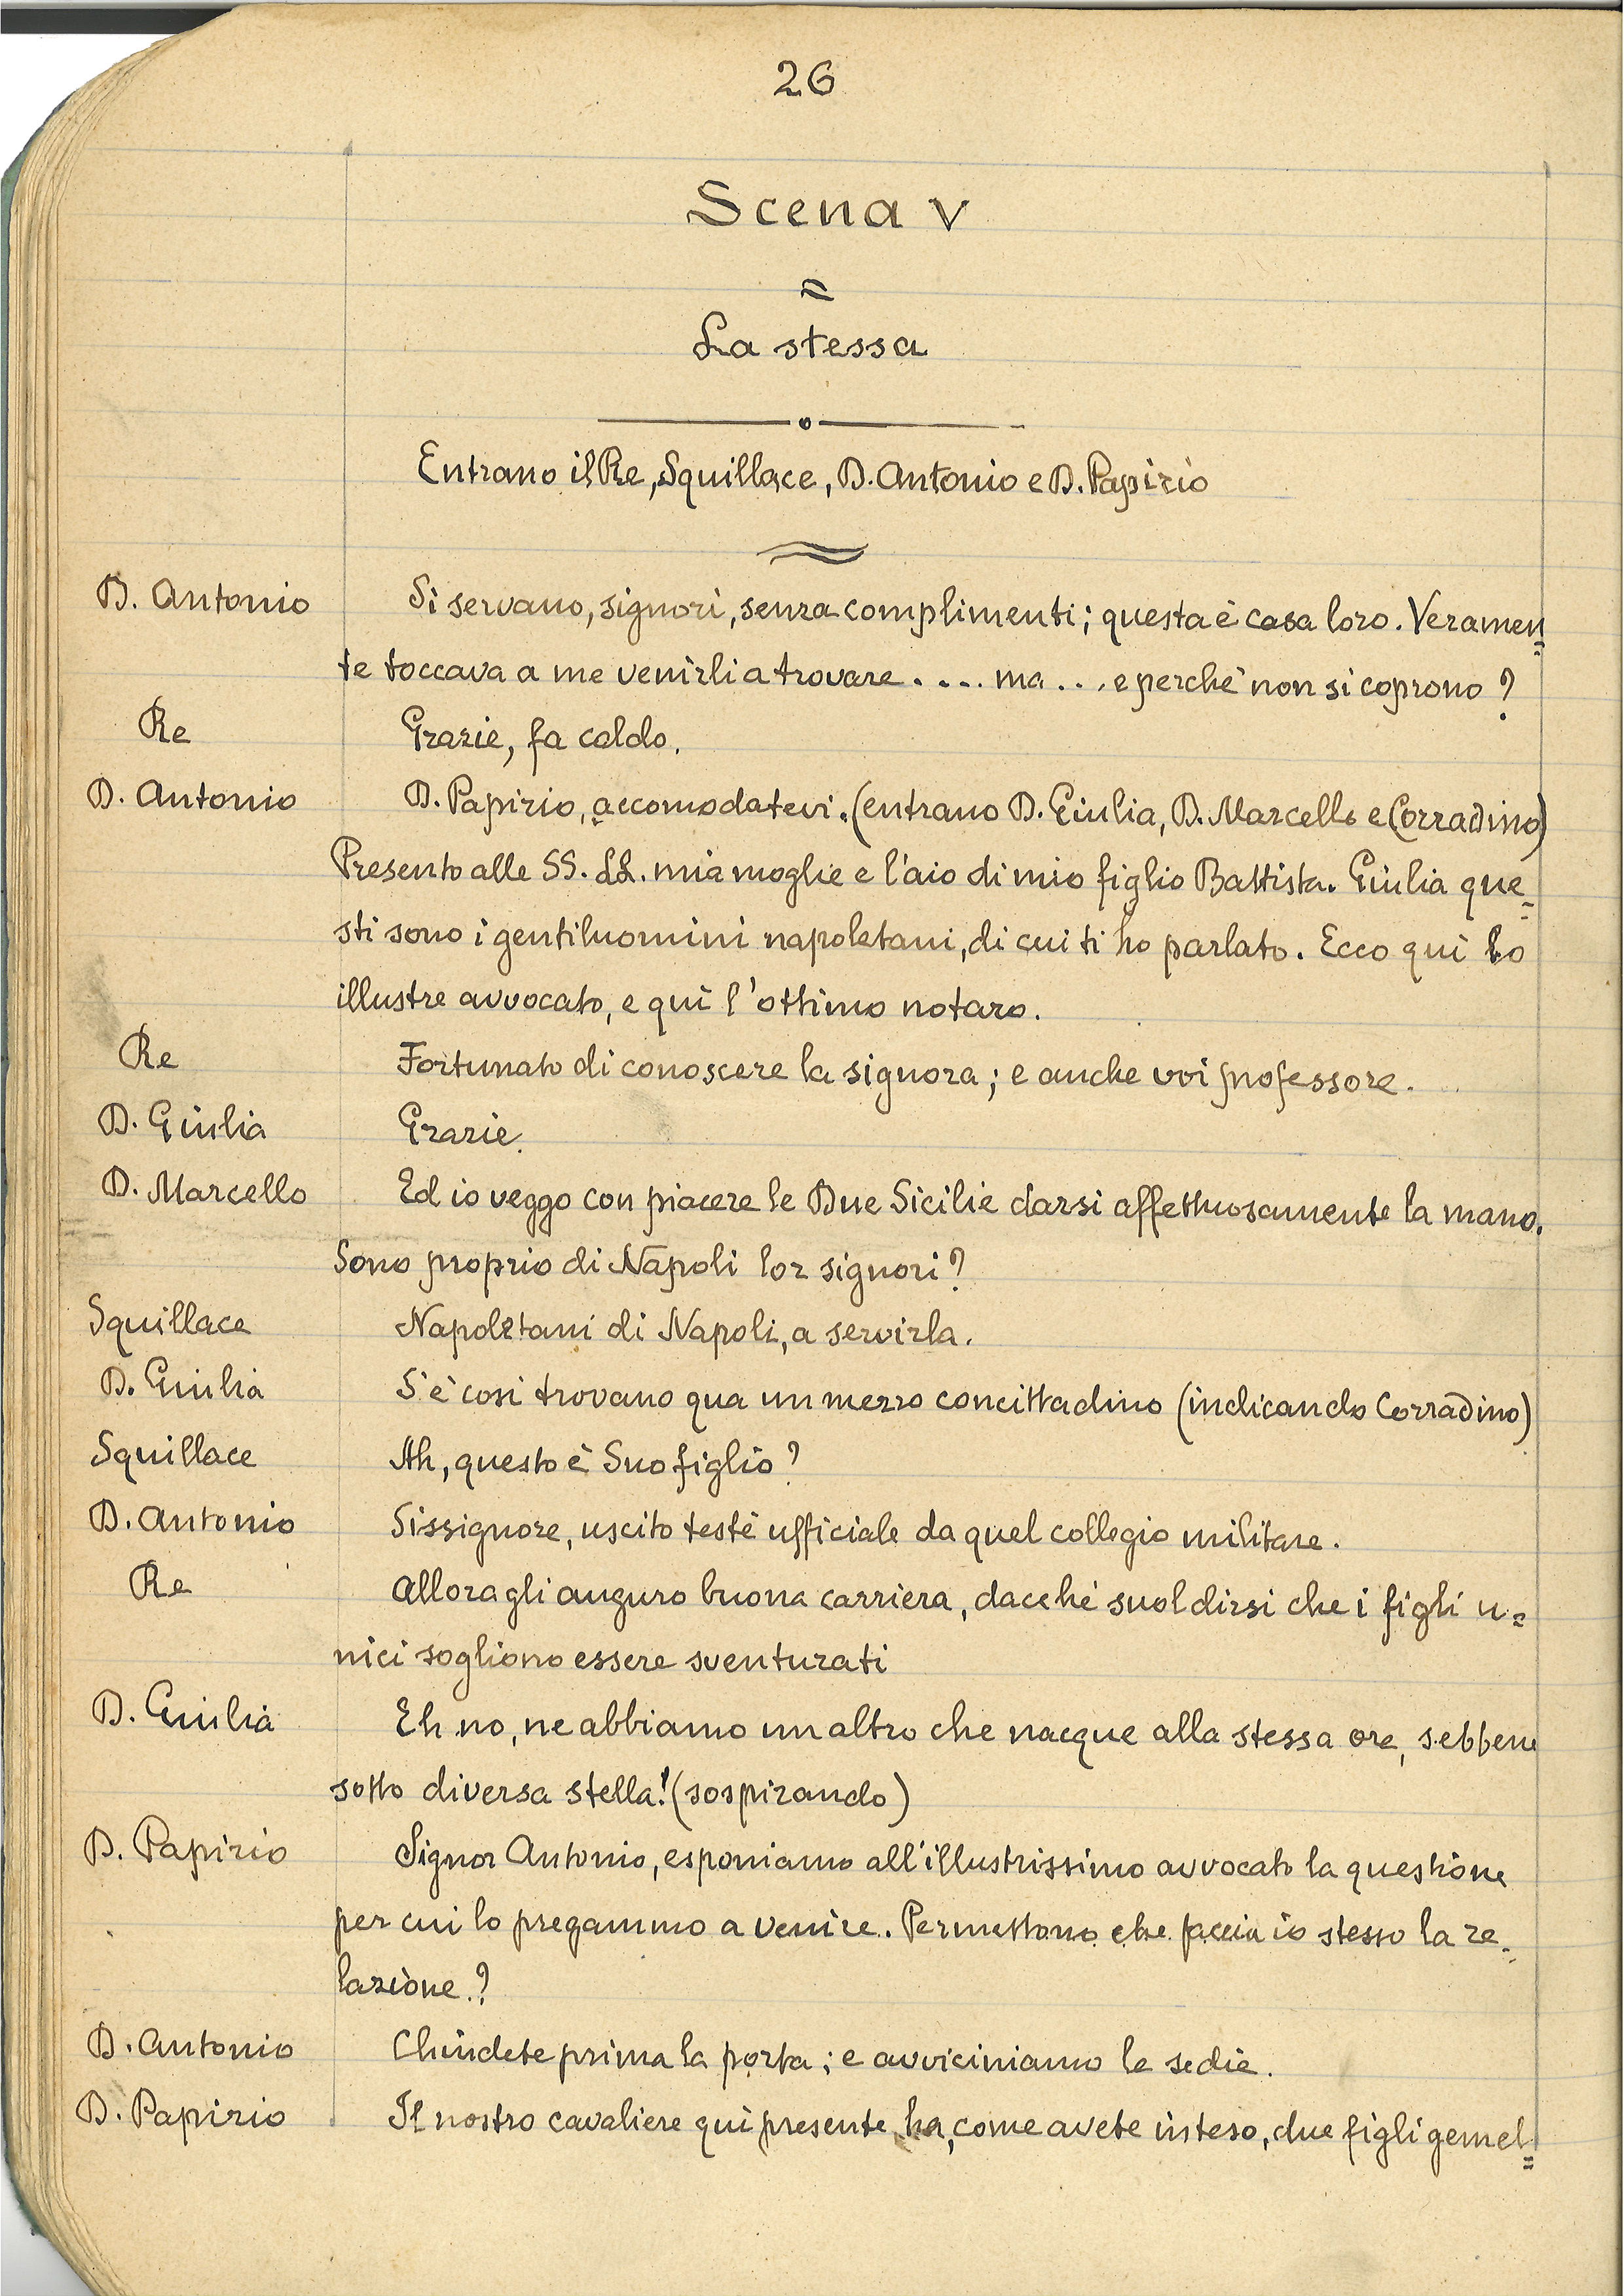 26
Scena V
La stessa
Entrano il Re, Squillace, D. Antonio e D. Papirio
D. Antonio Si servano, signori, senza complimenti; questa è casa loro. Veramen=
te toccava a me venirli a trovare.... ma... e perchè non si coprono?
Re Grazie, fa caldo.
D. Antonio D. Papirio, accomodatevi. (entrano D. Giulia, D. Marcello e Corradino)
Presento alle SS. LL. mia moglie e l'aio di mio figlio Battista. Giulia que=
sti sono i gentiluomini napoletani, di cui ti ho parlato. Ecco qui lo
illustre avvocato, e qui l'ottimo notaro.
Re Fortunato di conoscere la signora; e anche voi professore.
D. Giulia Grazie.
D. Marcello Ed io veggo con piacere le Due Sicilie darsi affettuosamente la mano.
Sono proprio di Napoli lor signori?
Squillace Napoletani di Napoli, a servirla.
D. Giulia S'è così trovano qua un mezzo concittadino (indicando Corradino)
Squillace Ah, questo è Suo figlio?
D. Antonio Sissignore, uscito testè ufficiale da quel collegio militare.
Re Allora gli auguro buona carriera, dacchè suol dirsi che i figli u=
nici sogliono essere sventurati
D. Giulia Eh no, ne abbiamo un altro che nacque alla stessa ora, sebbene
sotto diversa stella! (sospirando)
D. Papirio Signor Antonio, esponiamo all'illustrissimo avvocato la questione
per cui lo pregammo a venire. Permettono che faccia io stesso la re=
lazione?
D. Antonio Chiudete prima la porta; e avviciniamo le sedie.
D. Papirio Il nostro cavaliere qui presente ha, come avete inteso, due figli gemel=